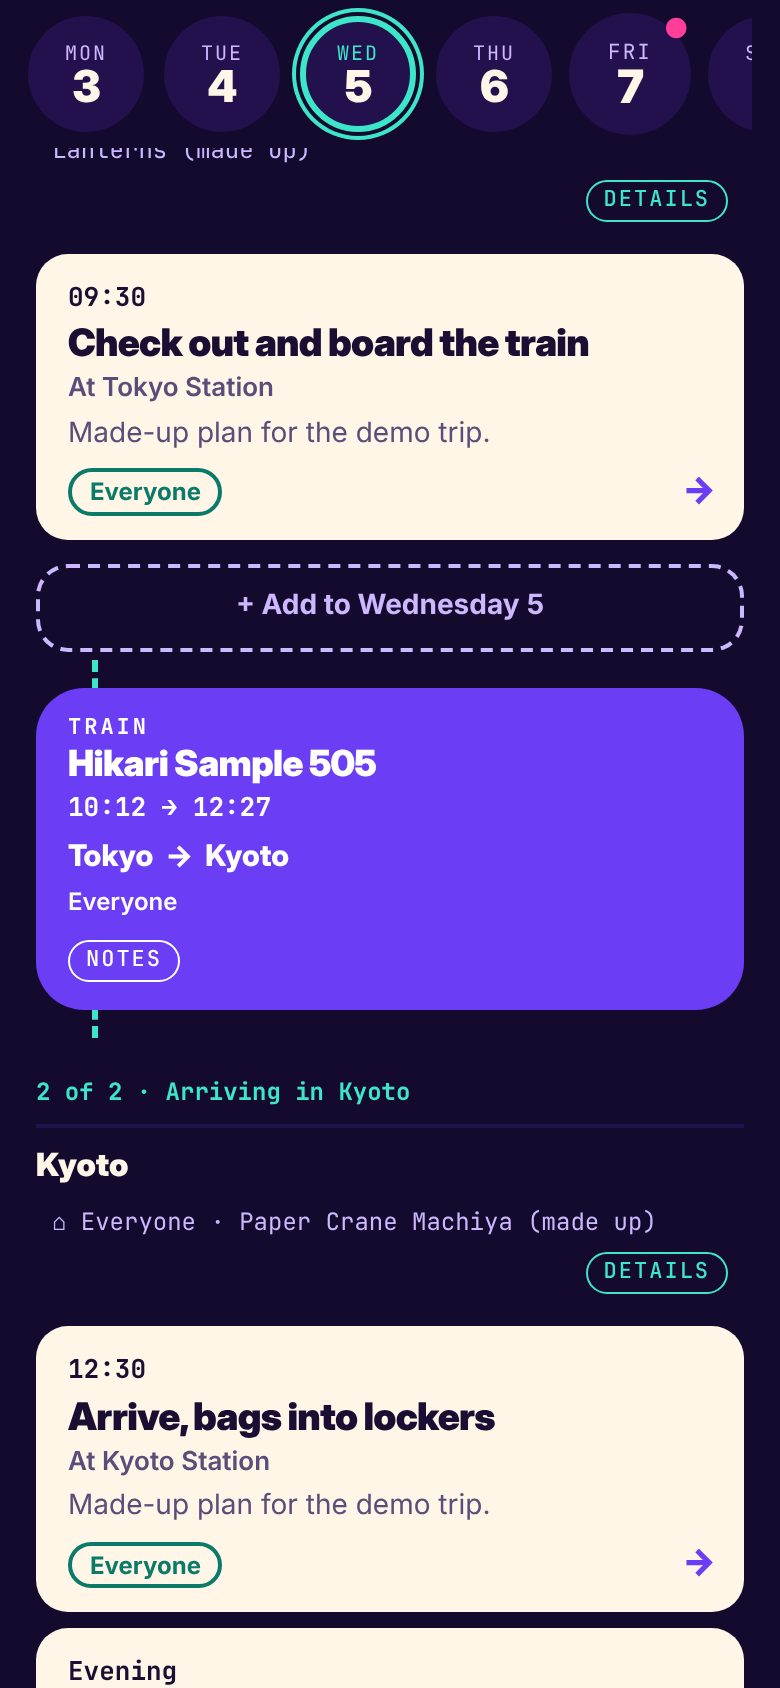 MON
3
TUE
4
WED
5
THU
6
FRI
7
S
Lanterns (made up)
DETAILS
09:30
Check out and board the train
At Tokyo Station
Made-up plan for the demo trip.
Everyone
→
+ Add to Wednesday 5
TRAIN
Hikari Sample 505
10:12 → 12:27
Tokyo → Kyoto
Everyone
NOTES
2 of 2 · Arriving in Kyoto
Kyoto
⌂ Everyone · Paper Crane Machiya (made up)
DETAILS
12:30
Arrive, bags into lockers
At Kyoto Station
Made-up plan for the demo trip.
Everyone
→
Evening